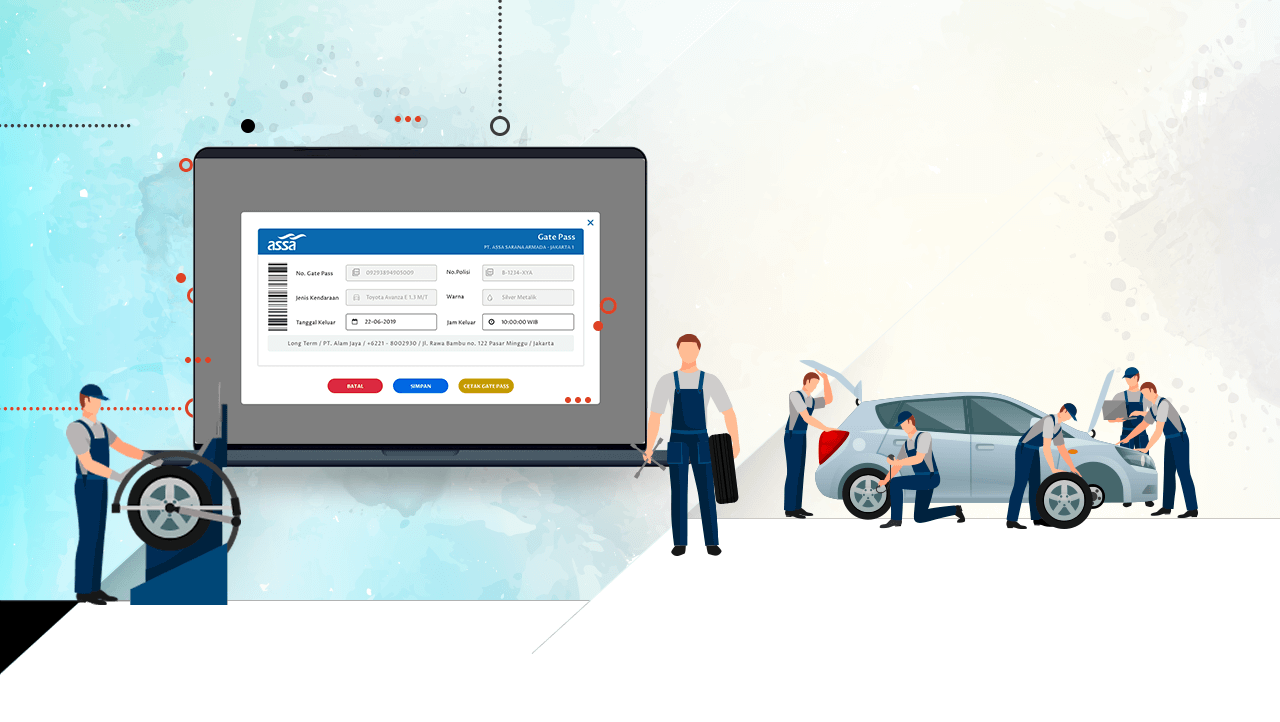 assa
Gate Pass
PT. ASSA SARANA ARMADA - JAKARTA 1
No. Gate Pass 09293894905009 No.Polisi B-1234-XYA
Jenis Kendaraan Toyota Avanza E 1.3 M/T Warna Silver Metalik
Tanggal Keluar 22-06-2019 Jam Keluar 10:00:00 WIB
Long Term / PT. Alam Jaya / +6221 - 8002930 / Jl. Rawa Bambu no. 122 Pasar Minggu / Jakarta
BATAL SIMPAN CETAK GATE PASS